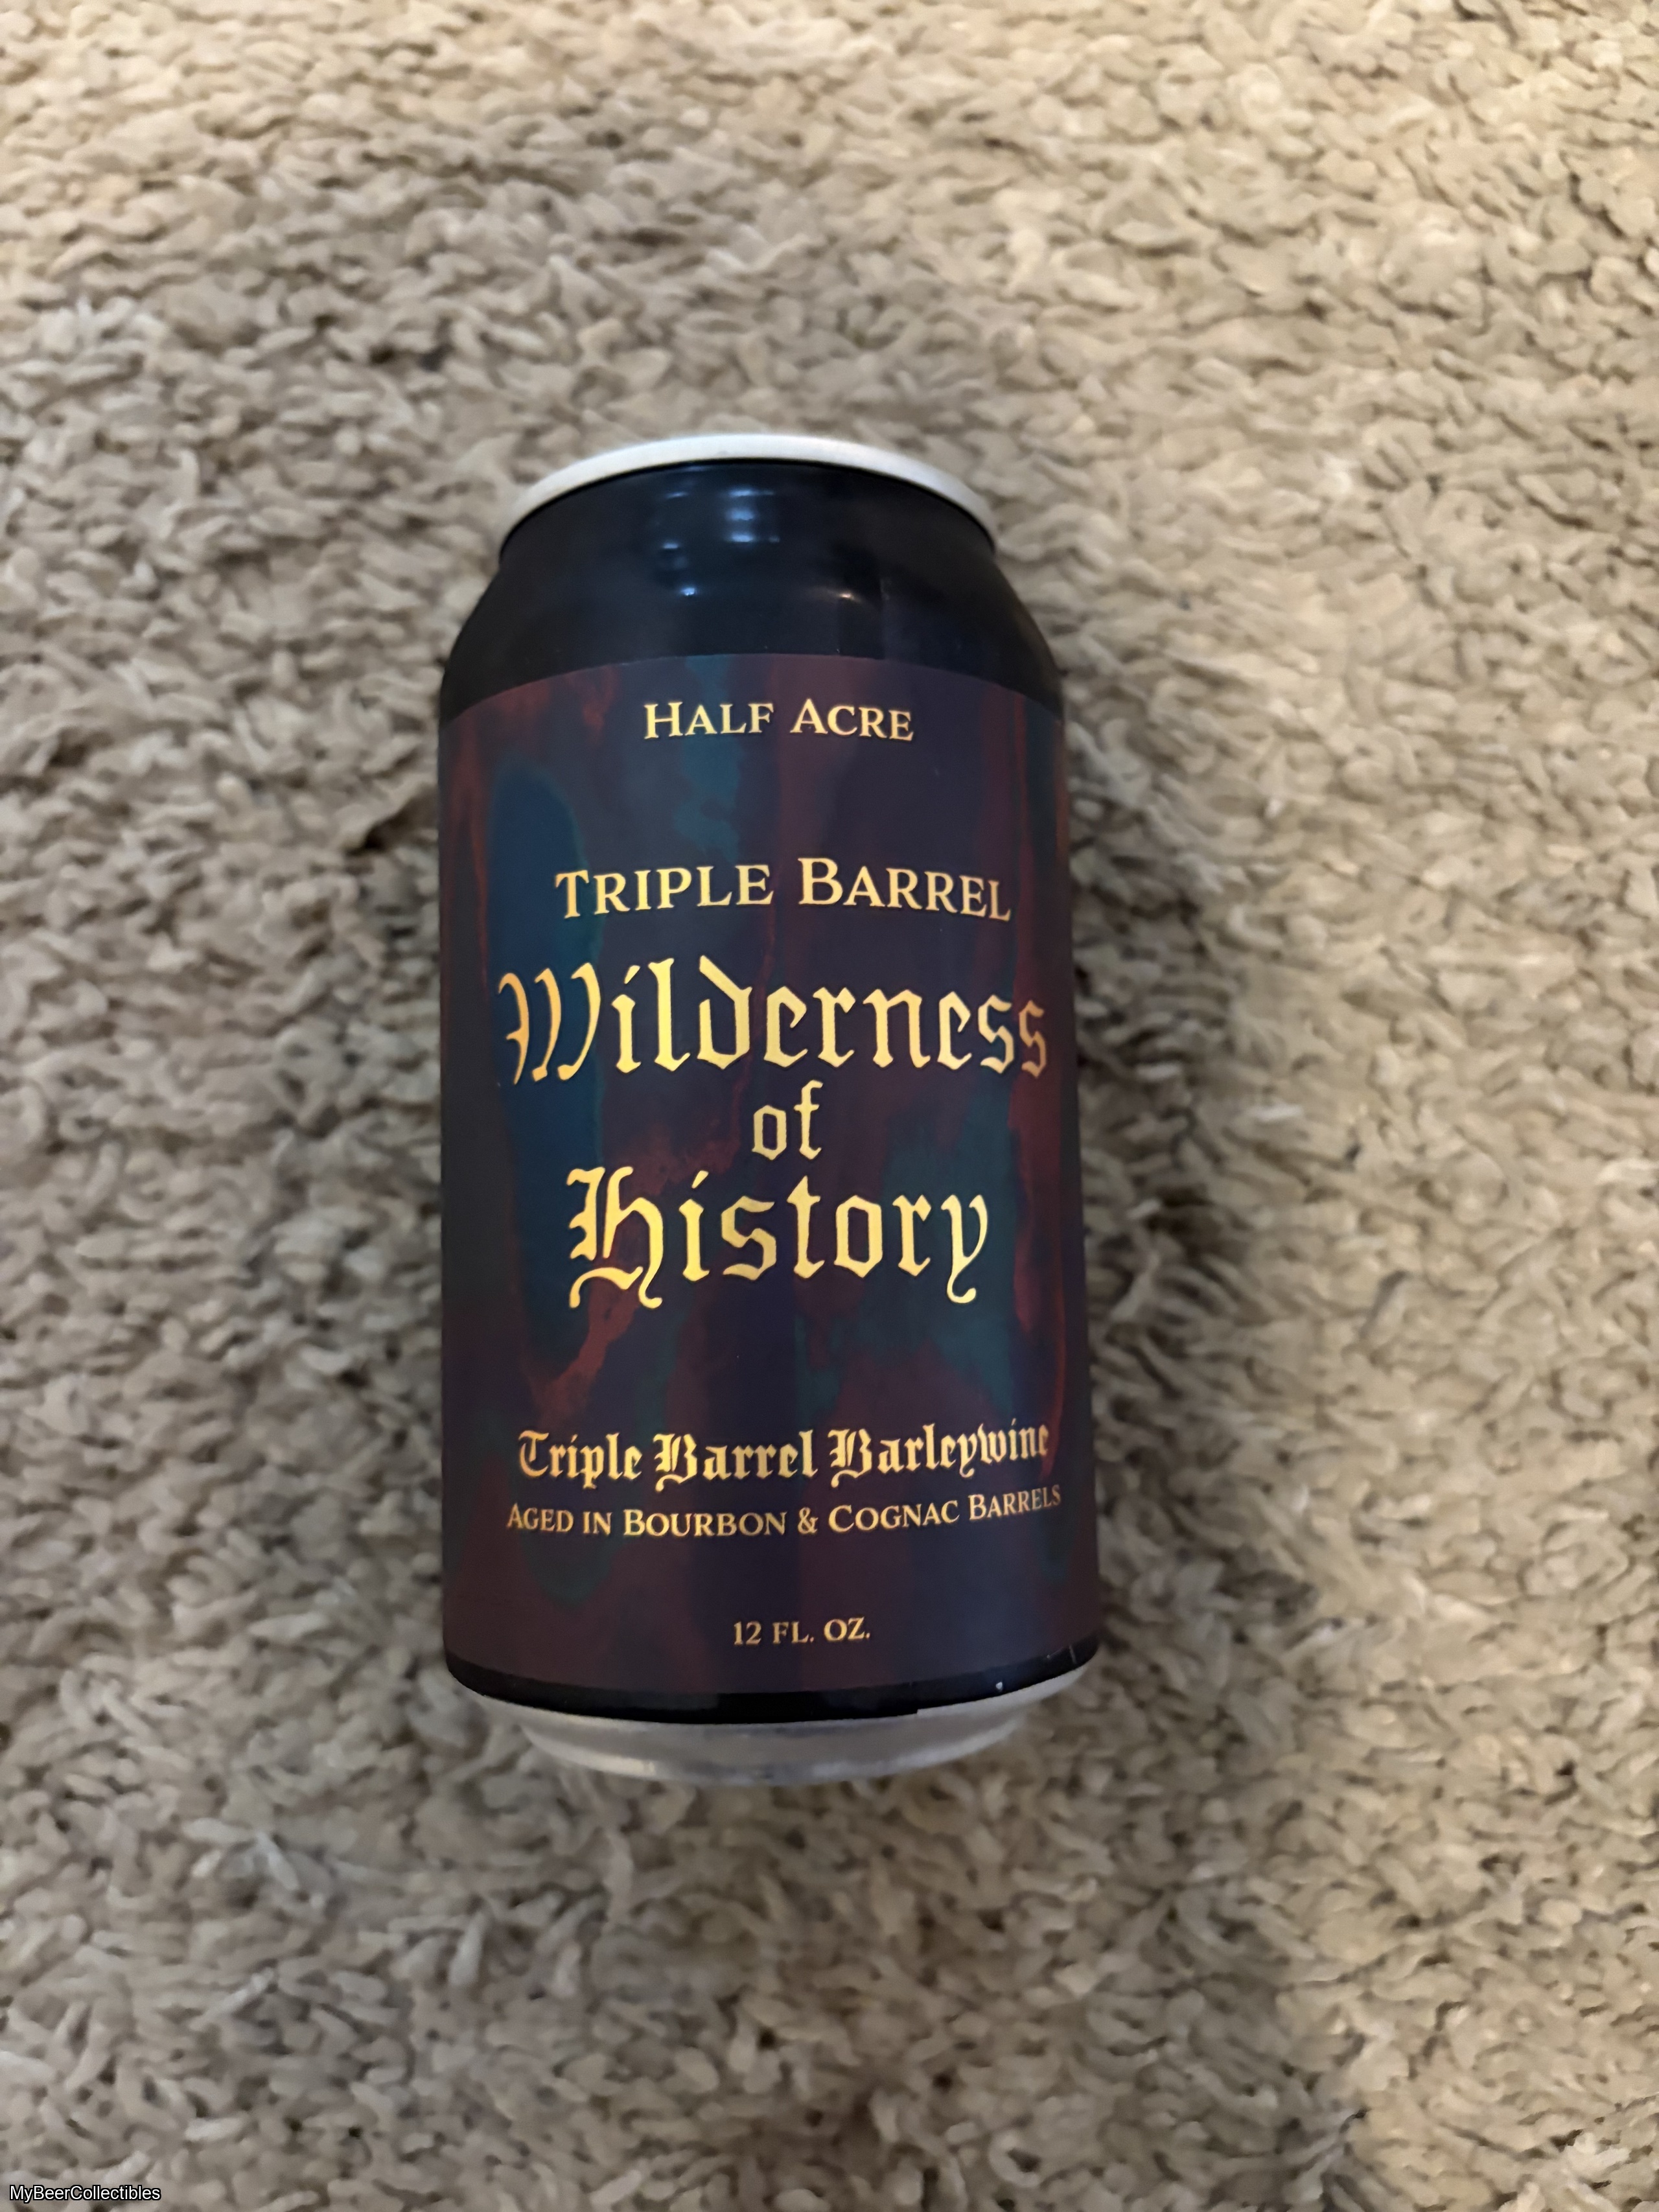 HALF ACRE
TRIPLE BARREL
Wilderness
of
History
Triple Barrel Barleywine
AGED IN BOURBON & COGNAC BARRELS
12 FL. OZ.
MyBeerCollectibles